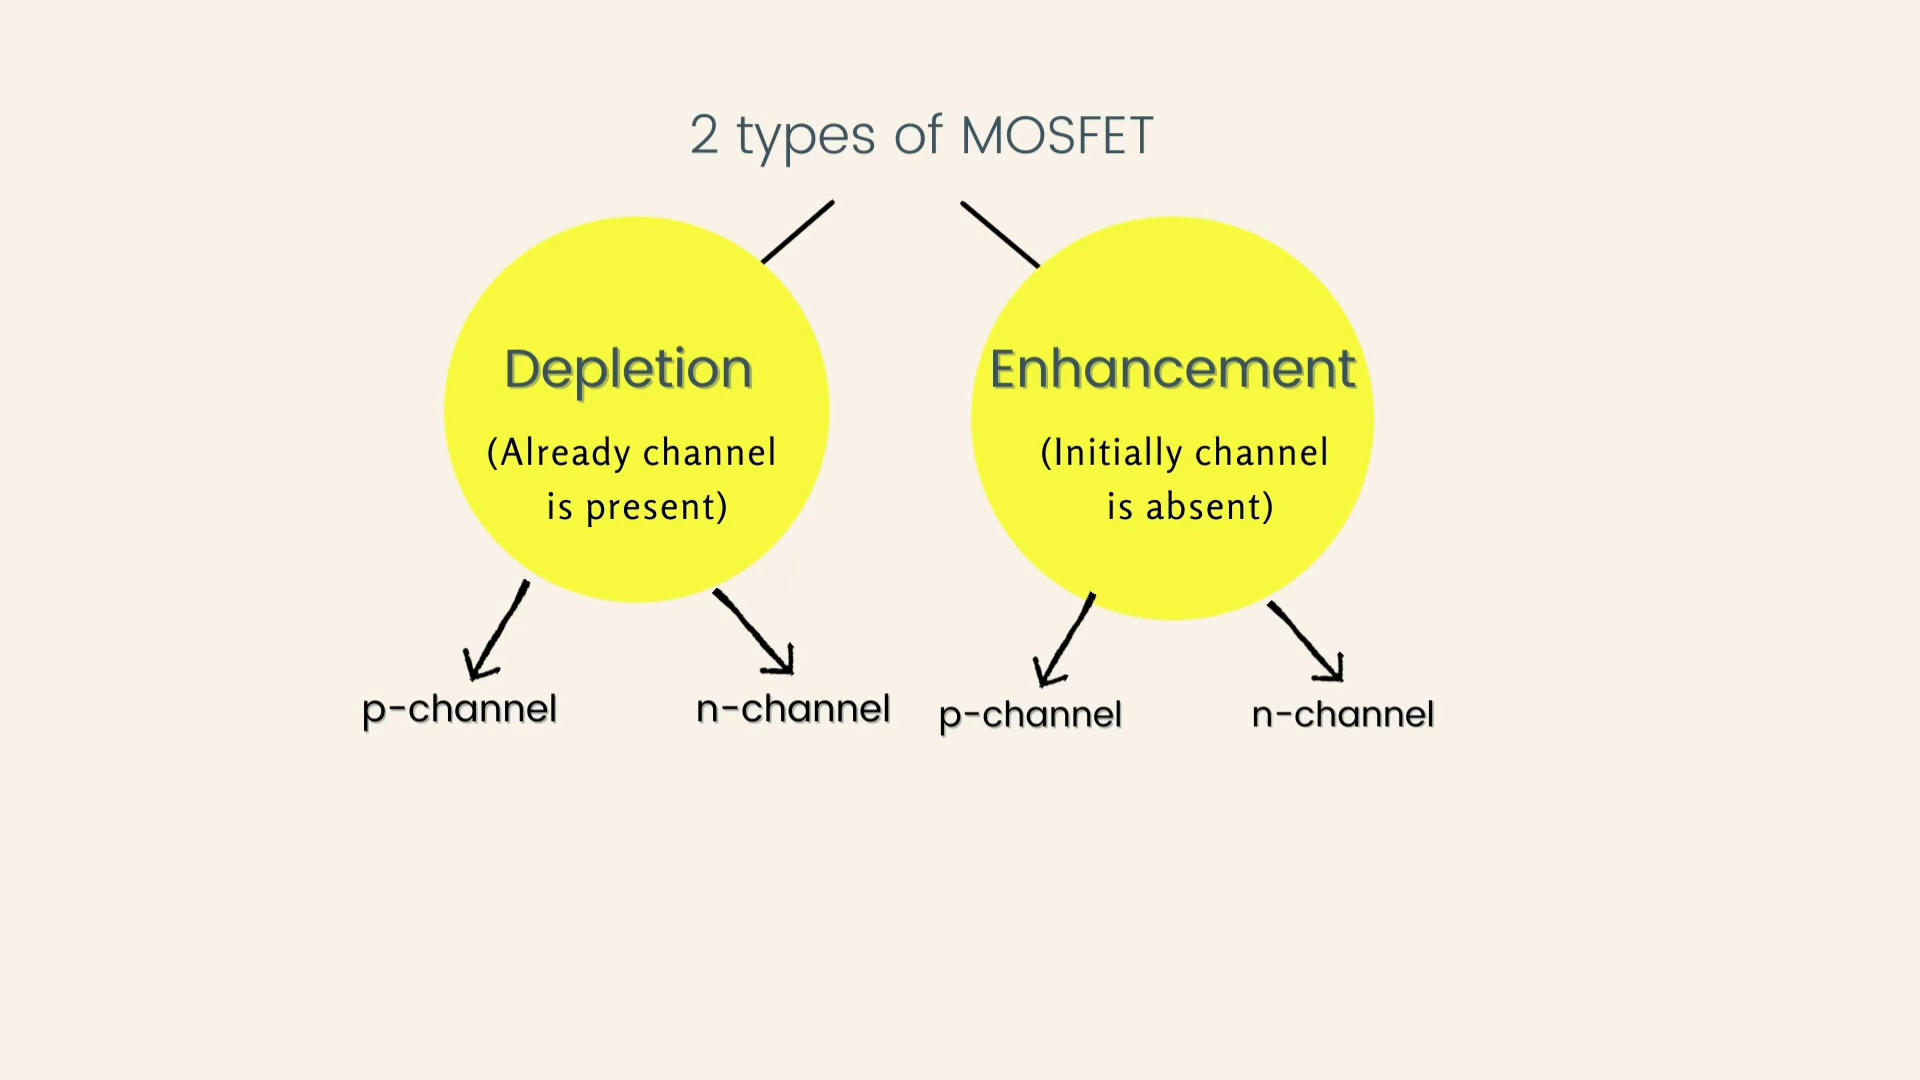 2 types of MOSFET
Depletion
(Already channel
is present)
Enhancement
(Initially channel
is absent)
p-channel
n-channel
p-channel
n-channel